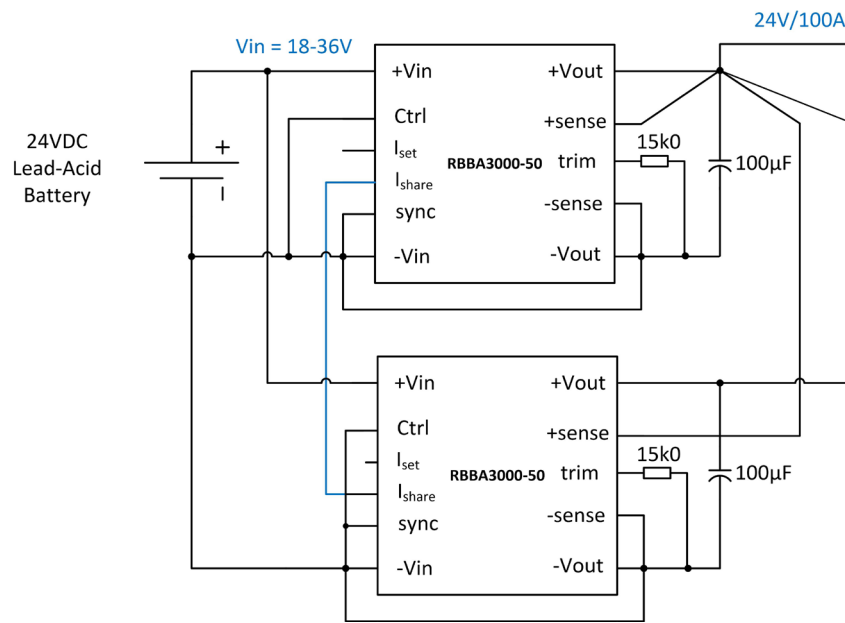 24V/100A
Vin = 18-36V
+Vin
+Vout
Ctrl
+sense
15k0
24VDC
Lead-Acid
Battery
+
Iset
RBBA3000-50
trim
100µF
Ishare
sync
-sense
-Vin
-Vout
+Vin
+Vout
Ctrl
+sense
15k0
Iset
RBBA3000-50
trim
100µF
Ishare
sync
-sense
-Vin
-Vout